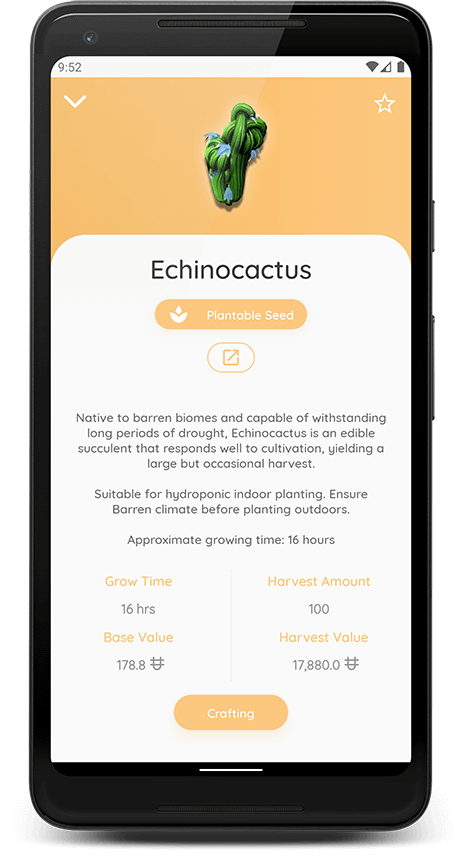 9:52
Echinocactus
Plantable Seed
Native to barren biomes and capable of withstanding
long periods of drought, Echinocactus is an edible
succulent that responds well to cultivation, yielding a
large but occasional harvest.
Suitable for hydroponic indoor planting. Ensure
Barren climate before planting outdoors.
Approximate growing time: 16 hours
Grow Time
Harvest Amount
16 hrs
100
Base Value
Harvest Value
178.8
17,880.0
Crafting